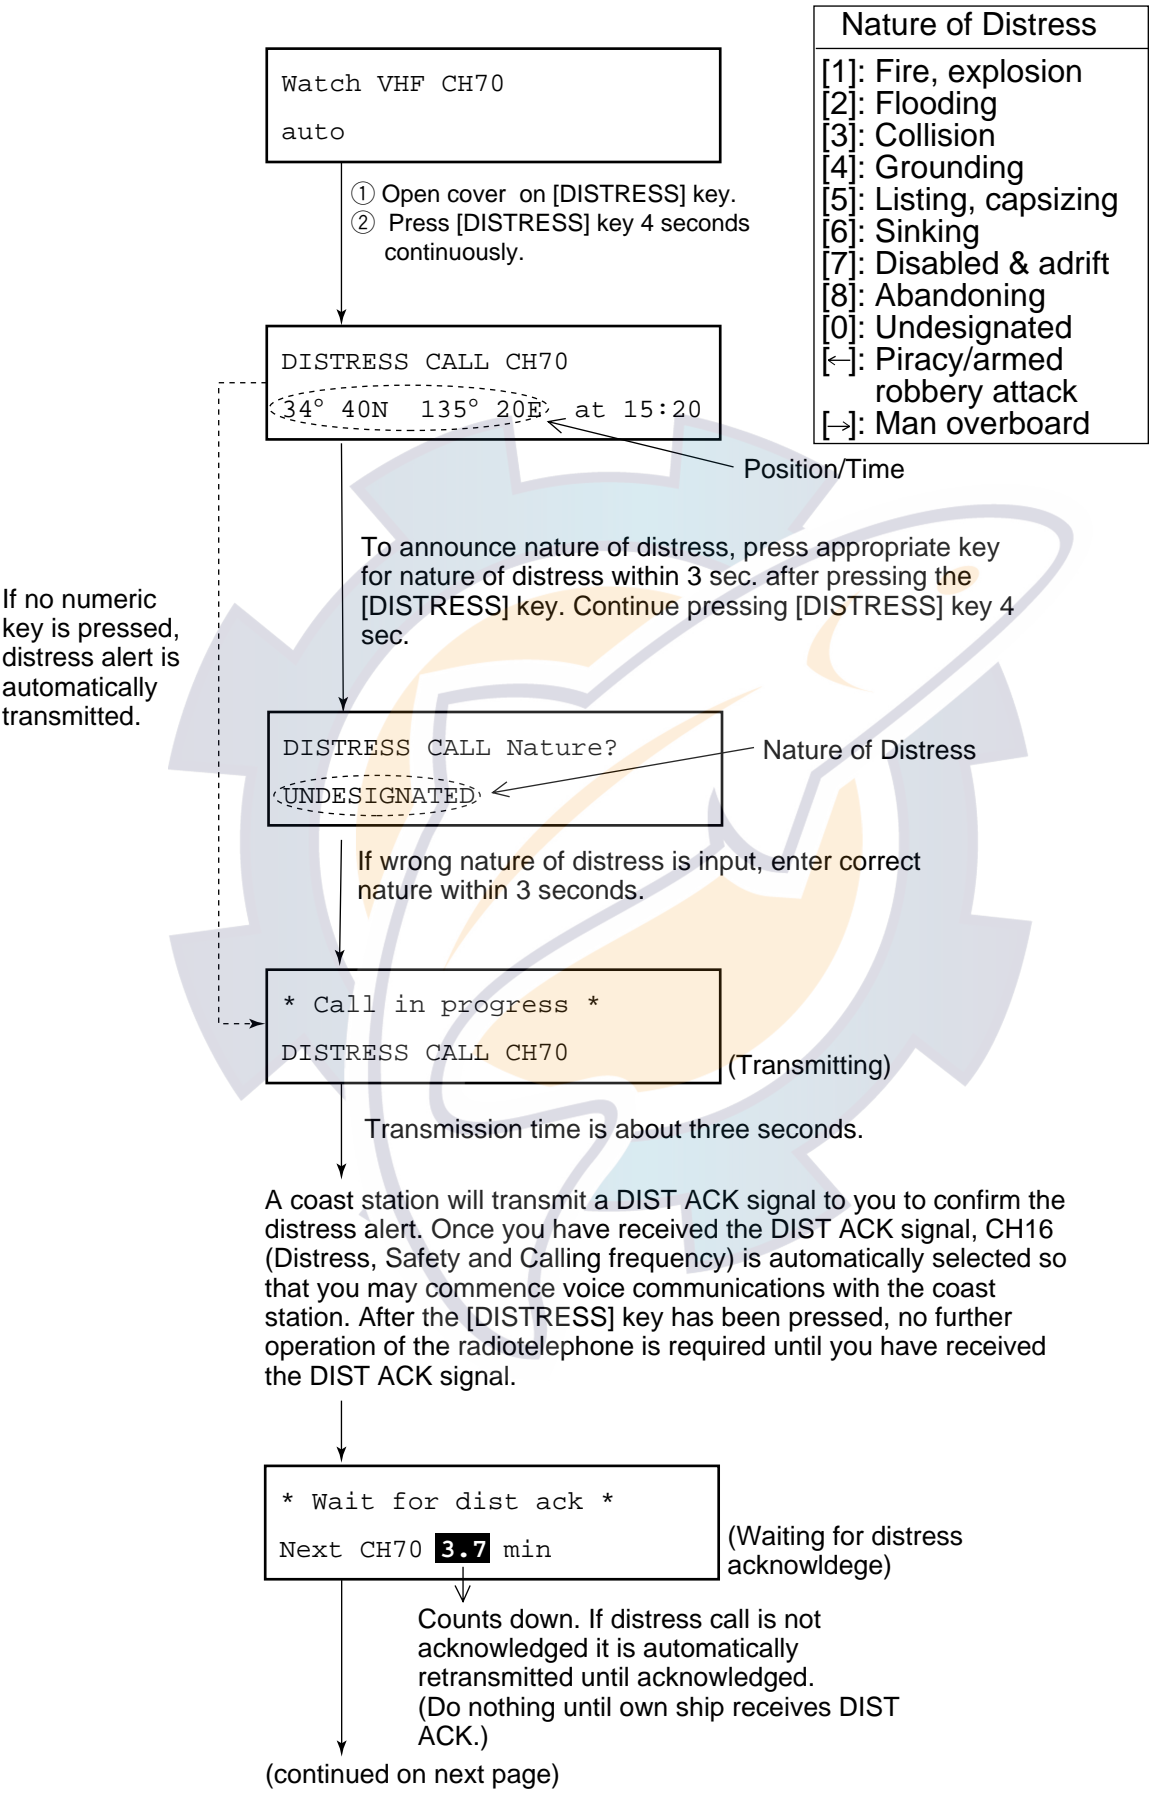 Nature of Distress
[1]: Fire, explosion
[2]: Flooding
[3]: Collision
[4]: Grounding
[5]: Listing, capsizing
[6]: Sinking
[7]: Disabled & adrift
[8]: Abandoning
[0]: Undesignated
[←]: Piracy/armed
robbery attack
[→]: Man overboard
Watch VHF CH70
auto
① Open cover on [DISTRESS] key.
② Press [DISTRESS] key 4 seconds
continuously.
DISTRESS CALL CH70
34° 40N 135° 20E at 15:20
Position/Time
To announce nature of distress, press appropriate key
for nature of distress within 3 sec. after pressing the
[DISTRESS] key. Continue pressing [DISTRESS] key 4
sec.
If no numeric
key is pressed,
distress alert is
automatically
transmitted.
DISTRESS CALL Nature?
UNDESIGNATED
Nature of Distress
If wrong nature of distress is input, enter correct
nature within 3 seconds.
* Call in progress *
DISTRESS CALL CH70
(Transmitting)
Transmission time is about three seconds.
A coast station will transmit a DIST ACK signal to you to confirm the
distress alert. Once you have received the DIST ACK signal, CH16
(Distress, Safety and Calling frequency) is automatically selected so
that you may commence voice communications with the coast
station. After the [DISTRESS] key has been pressed, no further
operation of the radiotelephone is required until you have received
the DIST ACK signal.
* Wait for dist ack *
Next CH70 3.7 min
(Waiting for distress
acknowldege)
Counts down. If distress call is not
acknowledged it is automatically
retransmitted until acknowledged.
(Do nothing until own ship receives DIST
ACK.)
(continued on next page)